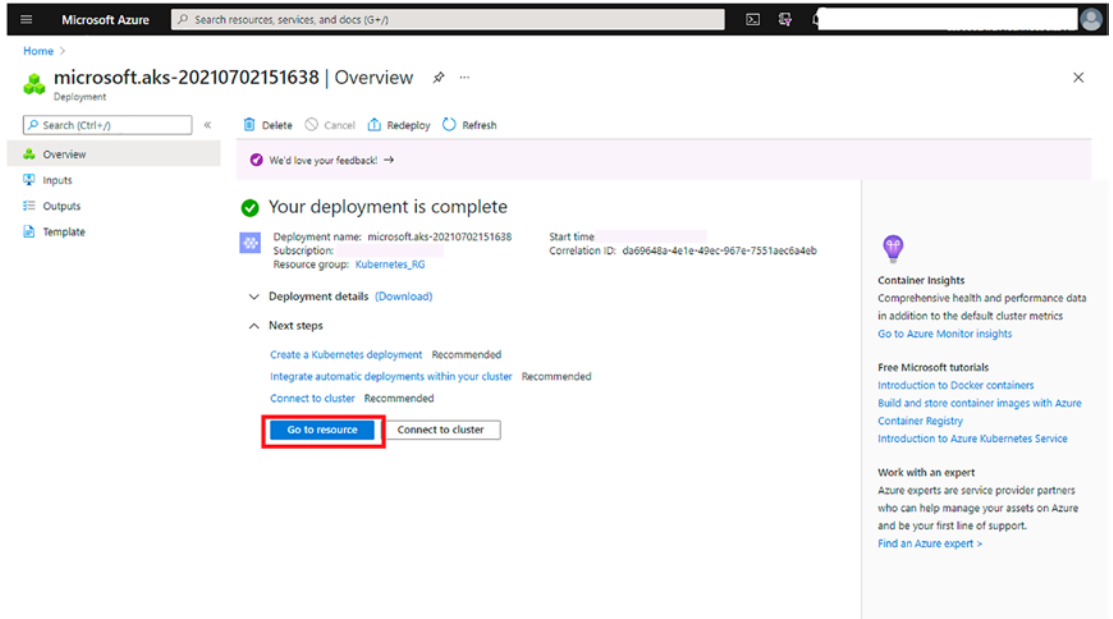 Microsoft Azure
Search resources, services, and docs (G+/)
Home >
microsoft.aks-20210702151638 | Overview
Deployment
Search (Ctrl+/)
Overview
Inputs
Outputs
Template
Delete
Cancel
Redeploy
Refresh
We'd love your feedback! →
Your deployment is complete
Deployment name: microsoft.aks-20210702151638
Subscription:
Resource group: Kubernetes_RG
Start time
Correlation ID: da69648a-4e1e-49ec-967e-7551aec6a4eb
Deployment details (Download)
Next steps
Create a Kubernetes deployment Recommended
Integrate automatic deployments within your cluster Recommended
Connect to cluster Recommended
Go to resource
Connect to cluster
Container Insights
Comprehensive health and performance data
in addition to the default cluster metrics
Go to Azure Monitor insights
Free Microsoft tutorials
Introduction to Docker containers
Build and store container images with Azure
Container Registry
Introduction to Azure Kubernetes Service
Work with an expert
Azure experts are service provider partners
who can help manage your assets on Azure
and be your first line of support.
Find an Azure expert >